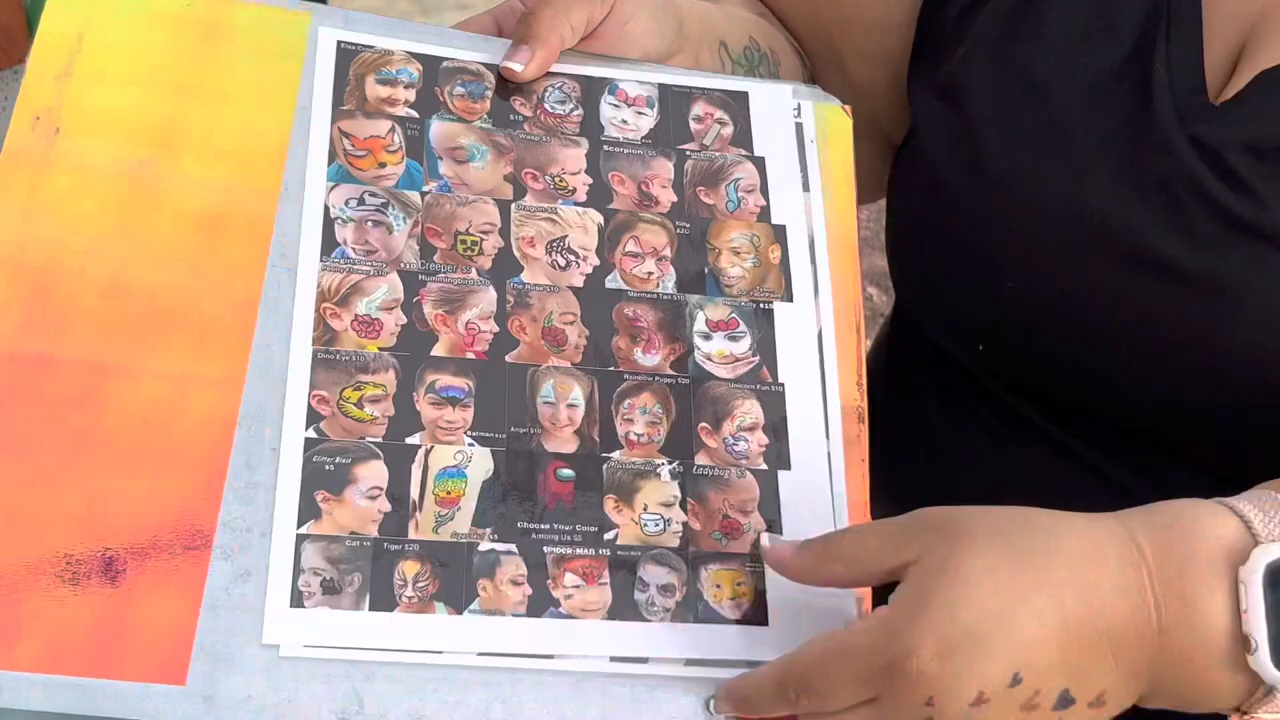 Elsa Crown $15
$15
Foxy
$15
Wasp $5
Scorpion $5
Dragon $5
Kitty
$20
Cowgirl/Cowboy
$10
Creeper $5
Peony Flower $10
Hummingbird $10
The Rose $10
Mermaid Tail $10
Hello Kitty $15
Dino Eye $10
Batman $10
Angel $10
Rainbow Puppy $20
Unicorn Fun $10
Glitter Blast
$5
Choose Your Color
Among Us $5
Marshmello $5
Ladybug $5
Cat $5
Tiger $20
SPIDER-MAN $15
d